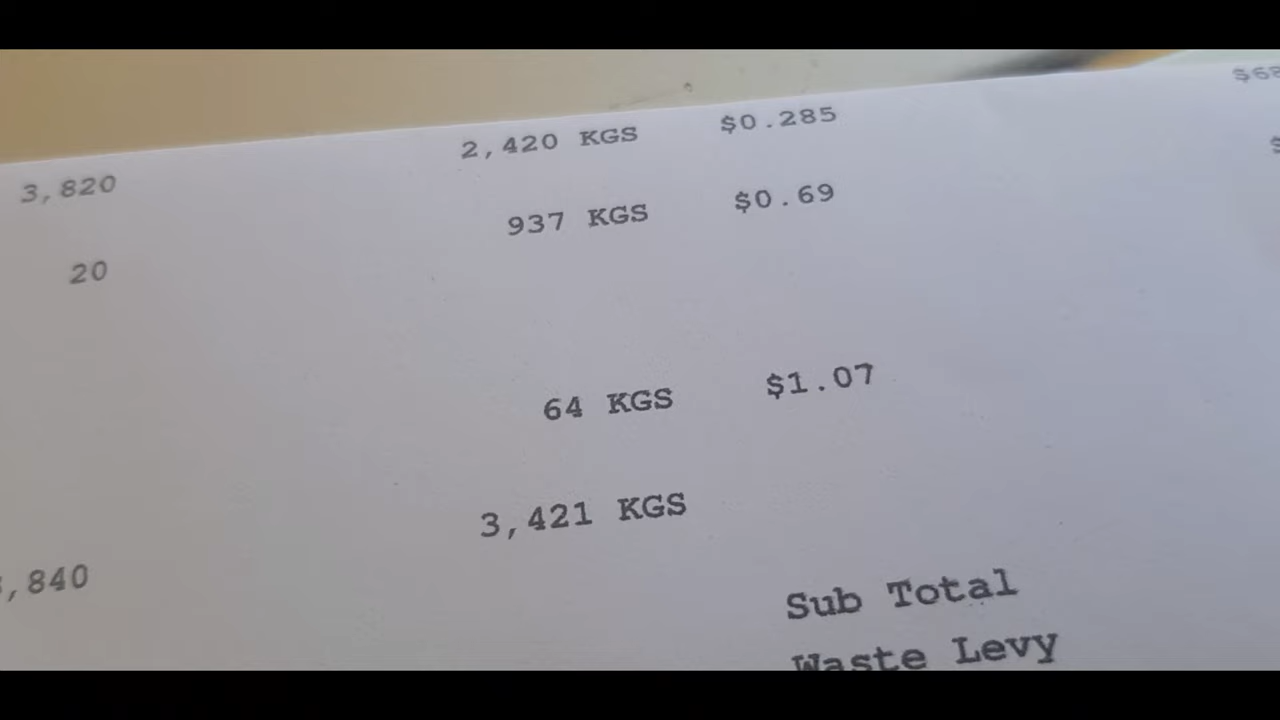 3,820 2,420 KGS $0.285
20 937 KGS $0.69
64 KGS $1.07
,840 3,421 KGS
Sub Total
Waste Levy